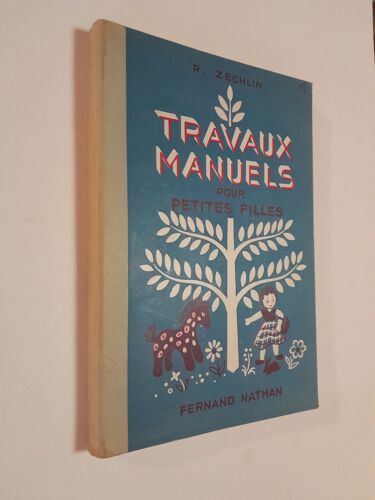 R. ZECHLIN
TRAVAUX
MANUELS
POUR
PETITES FILLES
FERNAND NATHAN